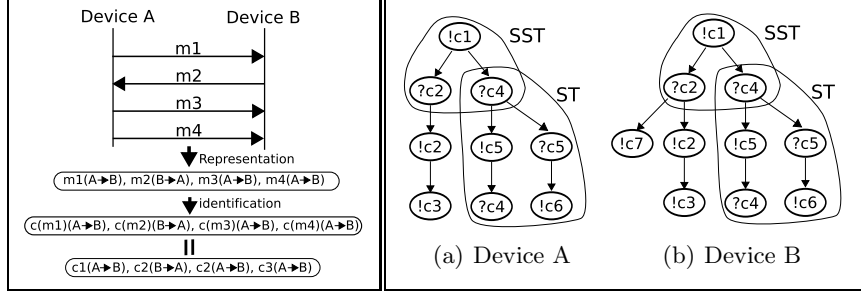 Device A Device B
m1
m2
m3
m4
Representation
m1(A→B), m2(B→A), m3(A→B), m4(A→B)
identification
c(m1)(A→B), c(m2)(B→A), c(m3)(A→B), c(m4)(A→B)
=
c1(A→B), c2(B→A), c2(A→B), c3(A→B)
!c1 SST
?c2 ?c4 ST
!c2 !c5 ?c5
!c3 ?c4 !c6
(a) Device A
!c1 SST
?c2 ?c4 ST
!c7 !c2 !c5 ?c5
!c3 ?c4 !c6
(b) Device B